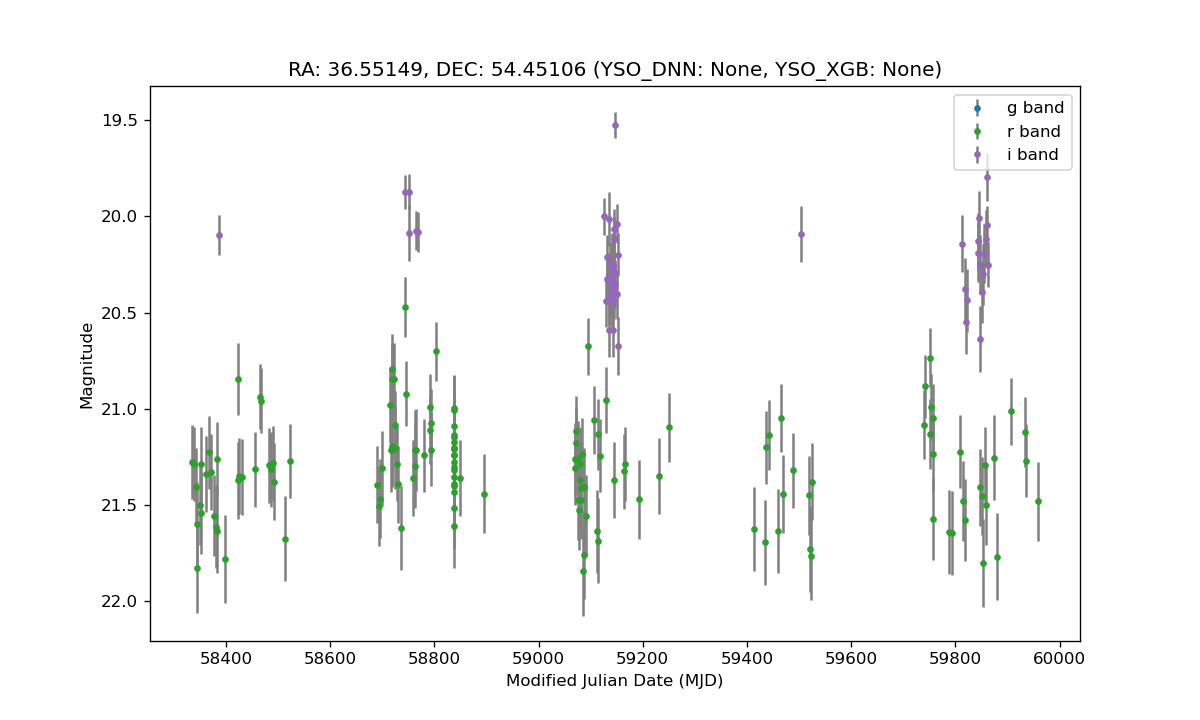 RA: 36.55149, DEC: 54.45106 (YSO_DNN: None, YSO_XGB: None)
g band
r band
i band
19.5
20.0
20.5
21.0
21.5
22.0
Magnitude
58400
58600
58800
59000
59200
59400
59600
59800
60000
Modified Julian Date (MJD)